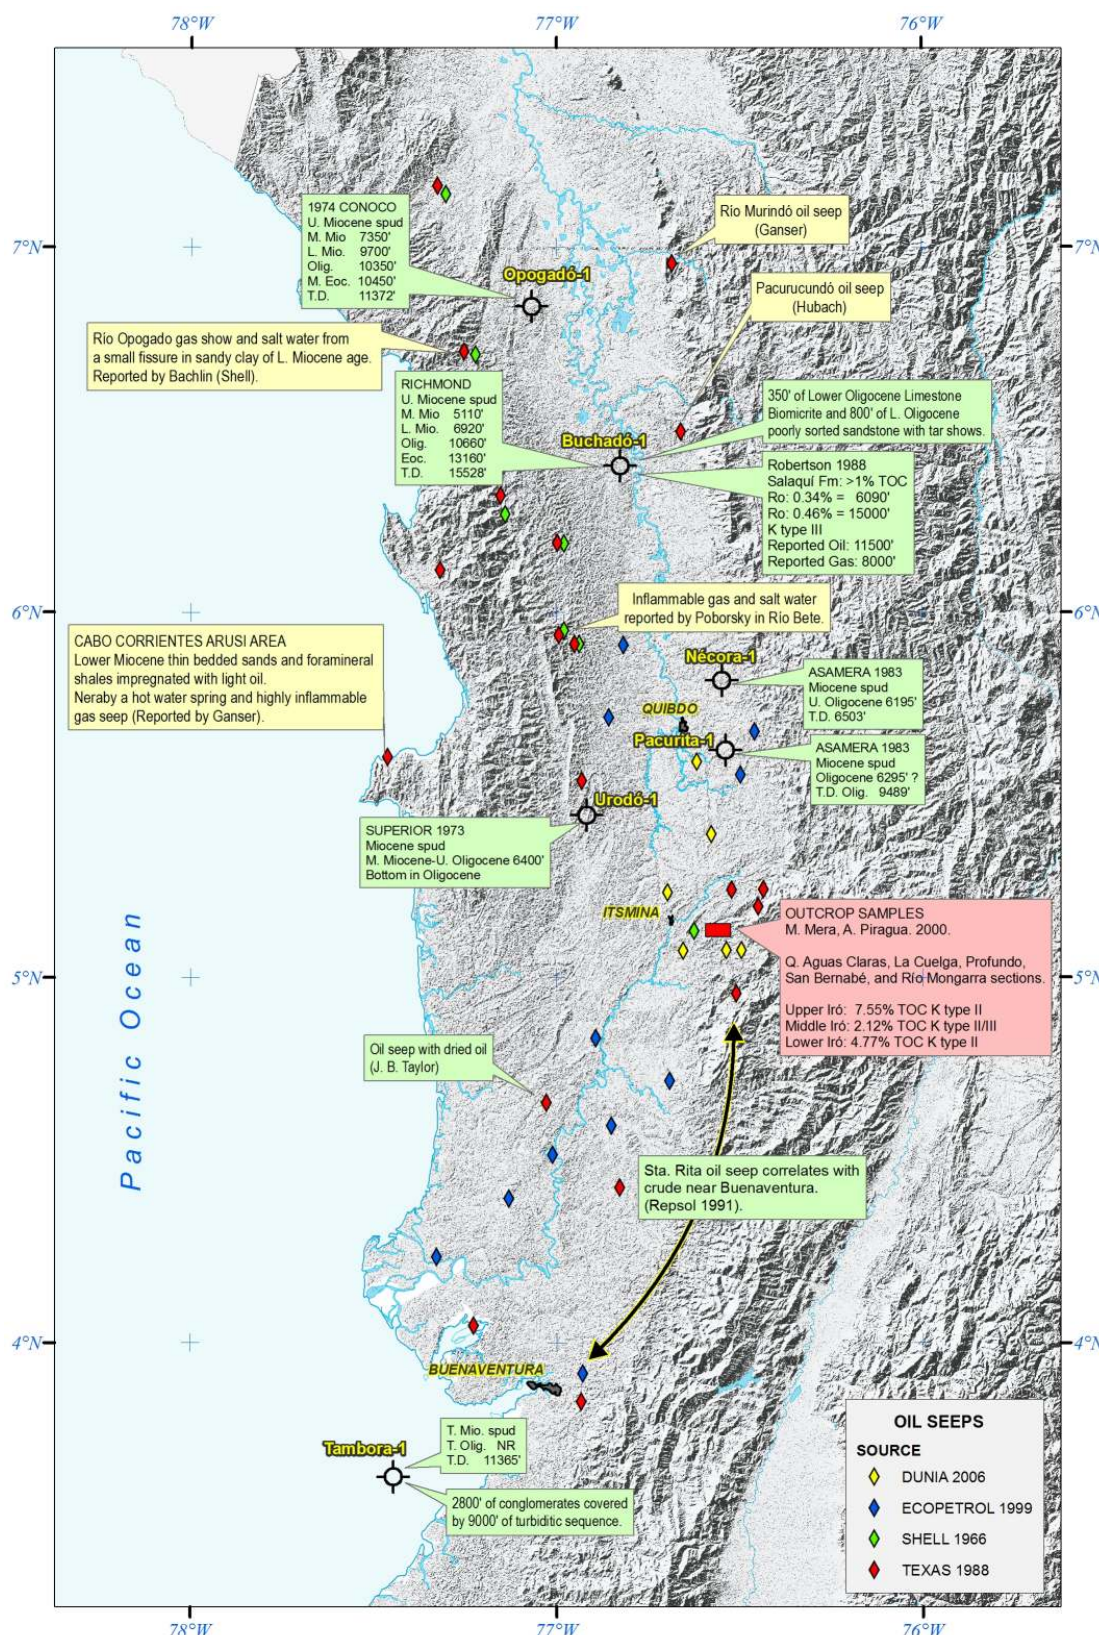 78°W
77°W
76°W
7°N
7°N
1974 CONOCO
U. Miocene spud
M. Mio 7350'
L. Mio. 9700'
Olig. 10350'
M. Eoc. 10450'
T.D. 11372'
Opogadó-1
Río Murindó oil seep
(Ganser)
Pacurucundó oil seep
(Hubach)
Río Opogado gas show and salt water from
a small fissure in sandy clay of L. Miocene age.
Reported by Bachlin (Shell).
RICHMOND
U. Miocene spud
M. Mio 5110'
L. Mio. 6920'
Olig. 10660'
Eoc. 13160'
T.D. 15528'
Buchadó-1
350' of Lower Oligocene Limestone
Biomicrite and 800' of L. Oligocene
poorly sorted sandstone with tar shows.
Robertson 1988
Salaquí Fm: >1% TOC
Ro: 0.34% = 6090'
Ro: 0.46% = 15000'
K type III
Reported Oil: 11500'
Reported Gas: 8000'
6°N
6°N
Inflammable gas and salt water
reported by Poborsky in Río Bete.
CABO CORRIENTES ARUSI AREA
Lower Miocene thin bedded sands and foramineral
shales impregnated with light oil.
Neraby a hot water spring and highly inflammable
gas seep (Reported by Ganser).
Nécora-1
ASAMERA 1983
Miocene spud
U. Oligocene 6195'
T.D. 6503'
QUIBDO
Pacurita-1
ASAMERA 1983
Miocene spud
Oligocene 6295' ?
T.D. Olig. 9489'
Urodó-1
SUPERIOR 1973
Miocene spud
M. Miocene-U. Oligocene 6400'
Bottom in Oligocene
ITSMINA
OUTCROP SAMPLES
M. Mera, A. Piragua. 2000.
Q. Aguas Claras, La Cuelga, Profundo,
San Bernabé, and Río Mongarra sections.
Upper Iró: 7.55% TOC K type II
Middle Iró: 2.12% TOC K type II/III
Lower Iró: 4.77% TOC K type II
5°N
5°N
Pacific Ocean
Oil seep with dried oil
(J. B. Taylor)
Sta. Rita oil seep correlates with
crude near Buenaventura.
(Repsol 1991).
4°N
4°N
BUENAVENTURA
Tambora-1
T. Mio. spud
T. Olig. NR
T.D. 11365'
2800' of conglomerates covered
by 9000' of turbiditic sequence.
OIL SEEPS
SOURCE
DUNIA 2006
ECOPETROL 1999
SHELL 1966
TEXAS 1988
78°W
77°W
76°W